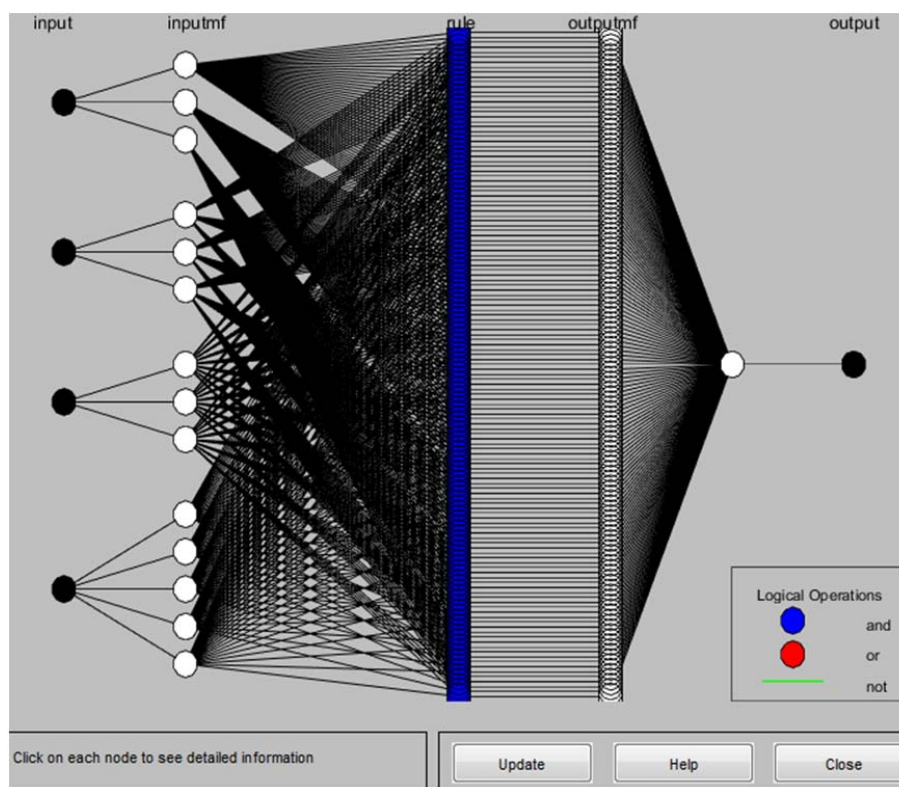 input inputmf rule outputmf output
Logical Operations
and
or
not
Click on each node to see detailed information
Update Help Close